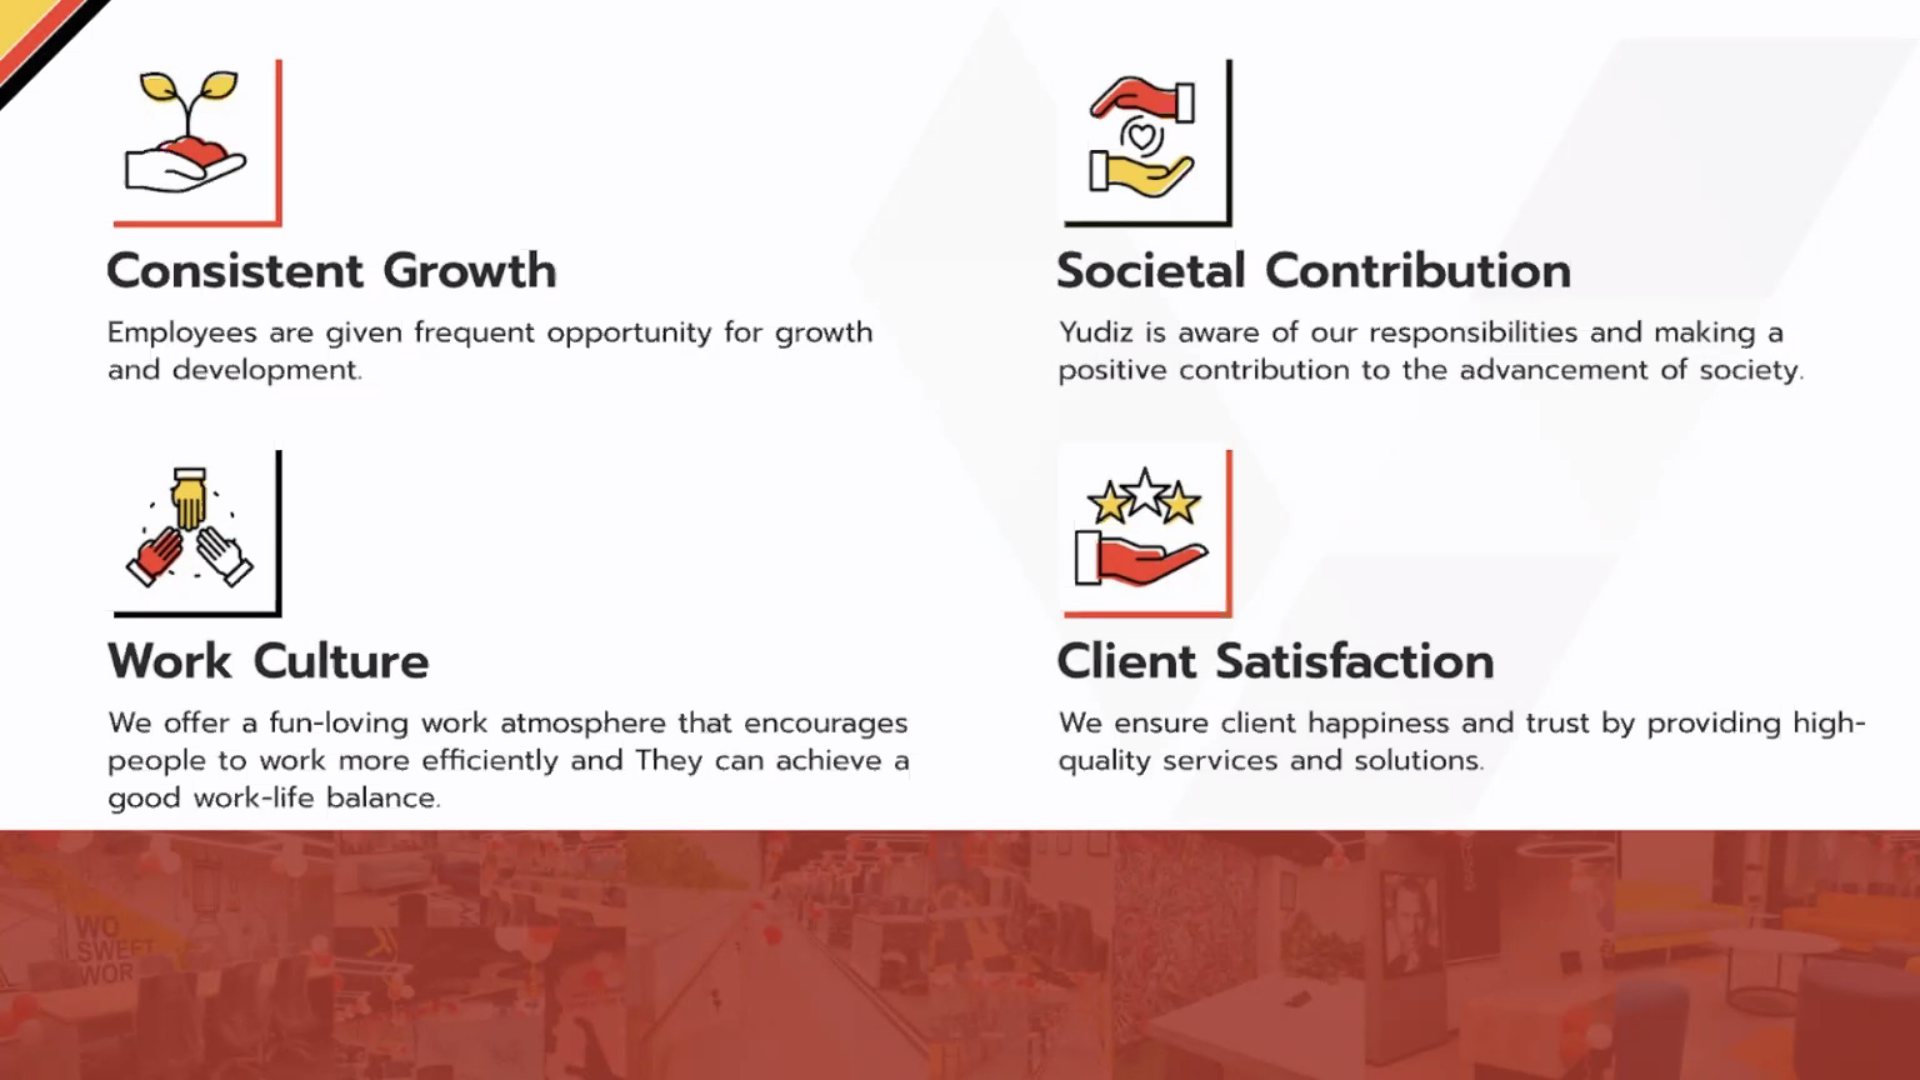 Consistent Growth
Employees are given frequent opportunity for growth
and development.
Societal Contribution
Yudiz is aware of our responsibilities and making a
positive contribution to the advancement of society.
Work Culture
We offer a fun-loving work atmosphere that encourages
people to work more efficiently and They can achieve a
good work-life balance.
Client Satisfaction
We ensure client happiness and trust by providing high-
quality services and solutions.
WO
SWEET
WOR